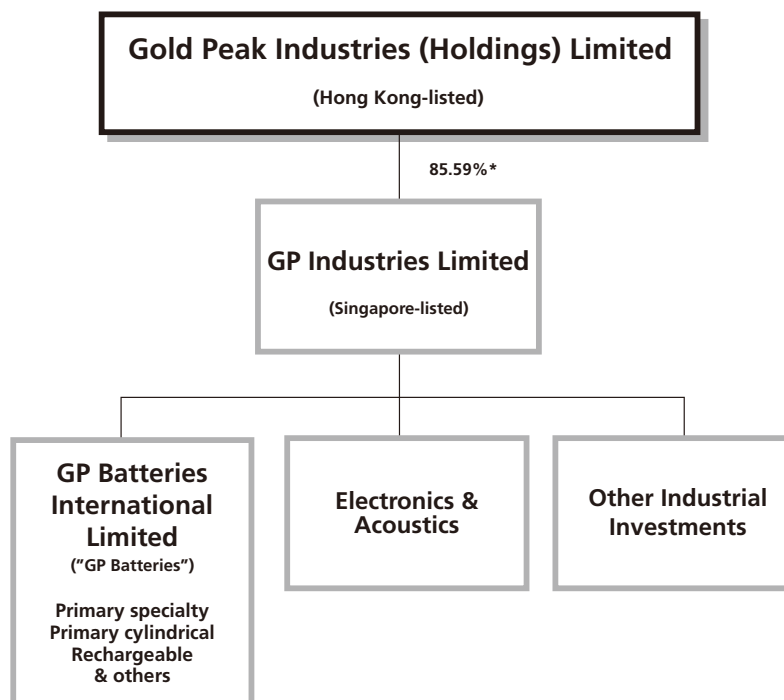 Gold Peak Industries (Holdings) Limited
(Hong Kong-listed)
85.59%*
GP Industries Limited
(Singapore-listed)
GP Batteries
International
Limited
("GP Batteries")
Primary specialty
Primary cylindrical
Rechargeable
& others
Electronics &
Acoustics
Other Industrial
Investments